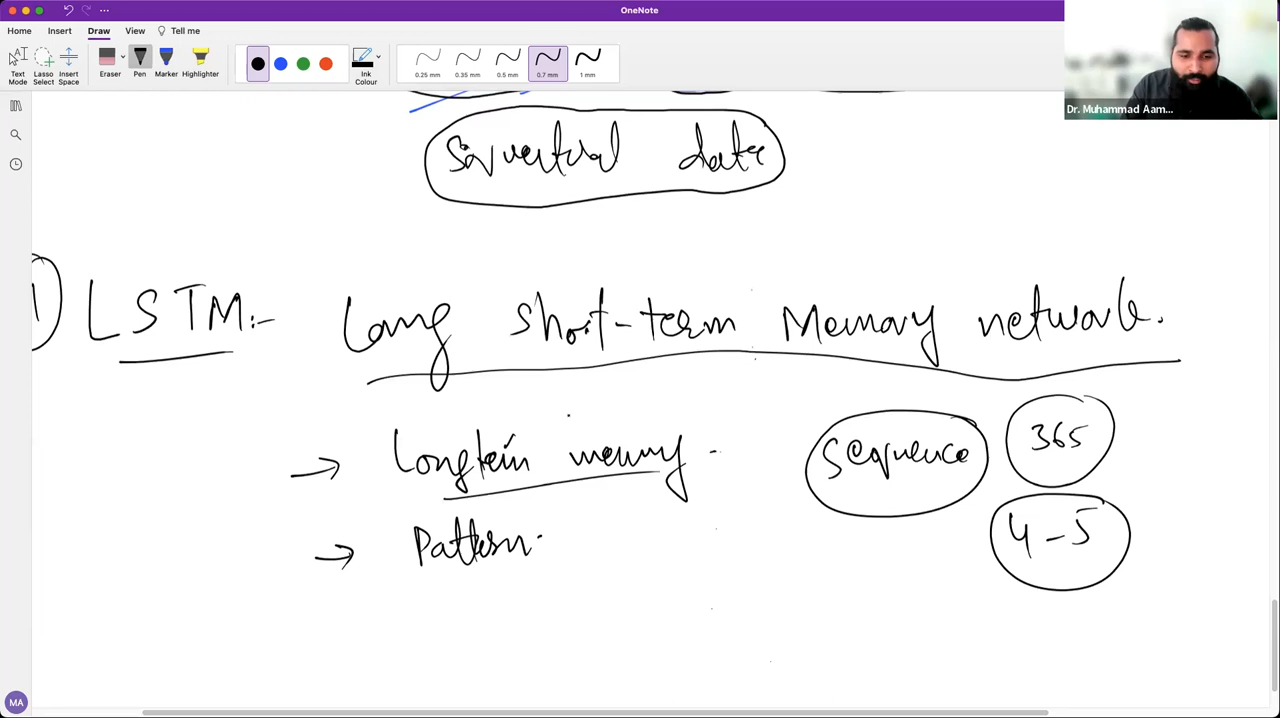 OneNote
Home Insert Draw View Tell me
Text Mode Lasso Select Insert Space Eraser Pen Marker Highlighter Ink Colour 0.25 mm 0.35 mm 0.5 mm 0.7 mm 1 mm
Dr. Muhammad Aam...
data
1) LSTM:- Long Short-term Memory network.
→ Longterm memory - sequence 365
→ Pattern. 4-5
MA